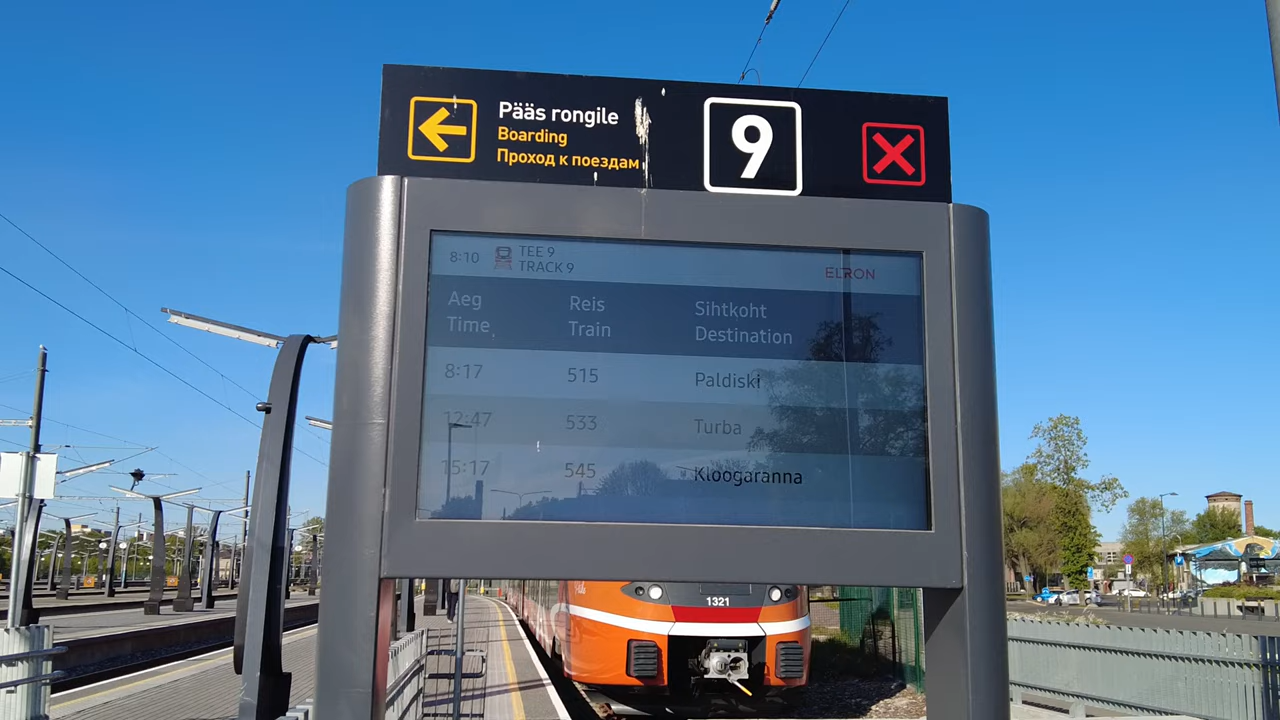 Pääs rongile
Boarding
Проход к поездам
9
8:10
TEE 9
TRACK 9
ELRON
Aeg
Time
Reis
Train
Sihtkoht
Destination
8:17 515 Paldiski
12:47 533 Turba
15:17 545 Kloogaranna
1321